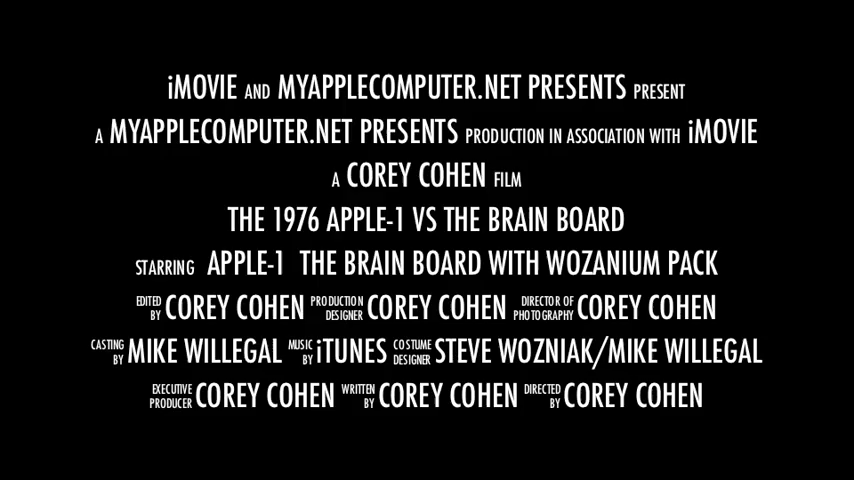 iMOVIE AND MYAPPLECOMPUTER.NET PRESENTS PRESENT
A MYAPPLECOMPUTER.NET PRESENTS PRODUCTION IN ASSOCIATION WITH iMOVIE
A COREY COHEN FILM
THE 1976 APPLE-1 VS THE BRAIN BOARD
STARRING APPLE-1 THE BRAIN BOARD WITH WOZANIUM PACK
EDITED BY COREY COHEN PRODUCTION DESIGNER COREY COHEN DIRECTOR OF PHOTOGRAPHY COREY COHEN
CASTING BY MIKE WILLEGAL MUSIC BY iTUNES COSTUME DESIGNER STEVE WOZNIAK/MIKE WILLEGAL
EXECUTIVE PRODUCER COREY COHEN WRITTEN BY COREY COHEN DIRECTED BY COREY COHEN